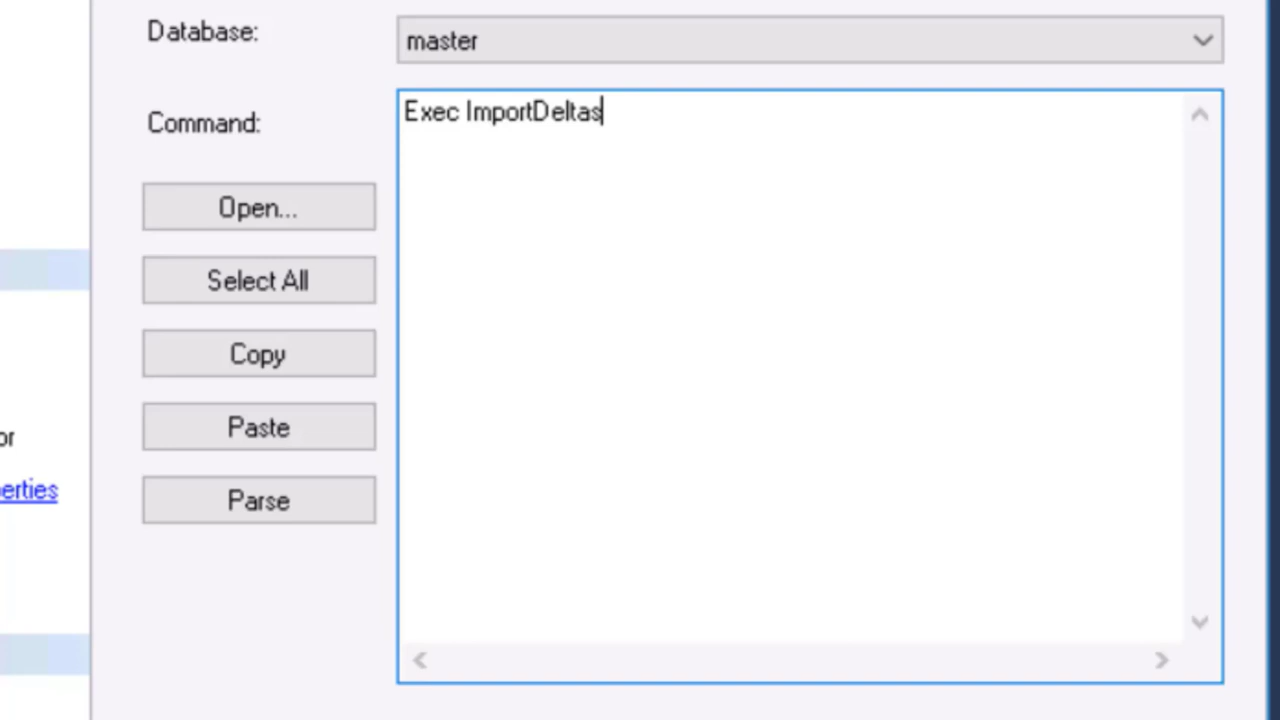 Database:
master
Command:
Exec ImportDeltas
Open...
Select All
Copy
Paste
or
erties
Parse